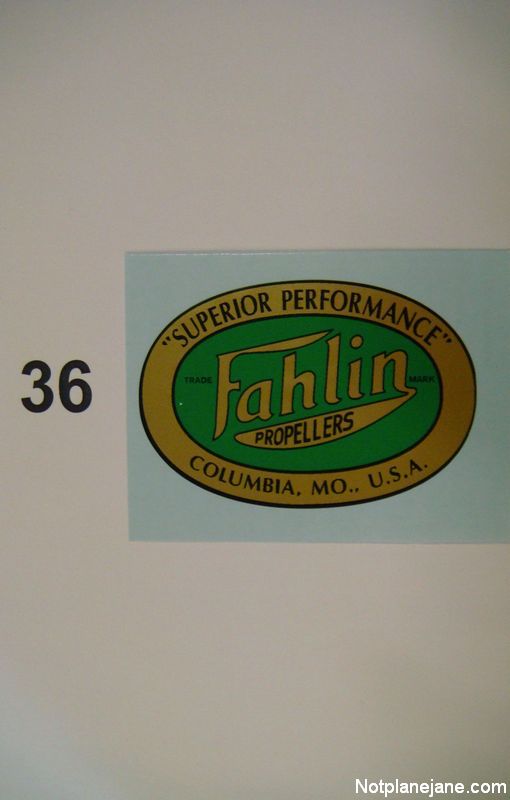 36
"SUPERIOR PERFORMANCE"
TRADE MARK
Fahlin
PROPELLERS
COLUMBIA, MO., U.S.A.
Notplanejane.com